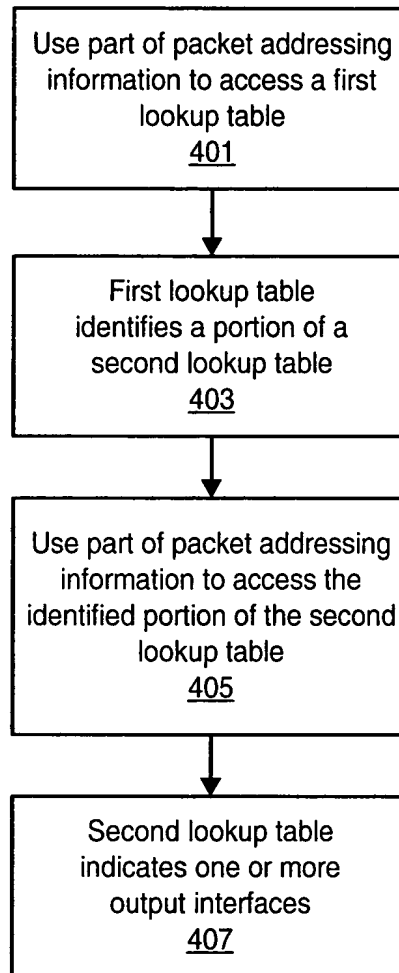 Use part of packet addressing
information to access a first
lookup table
401
First lookup table
identifies a portion of a
second lookup table
403
Use part of packet addressing
information to access the
identified portion of the second
lookup table
405
Second lookup table
indicates one or more
output interfaces
407